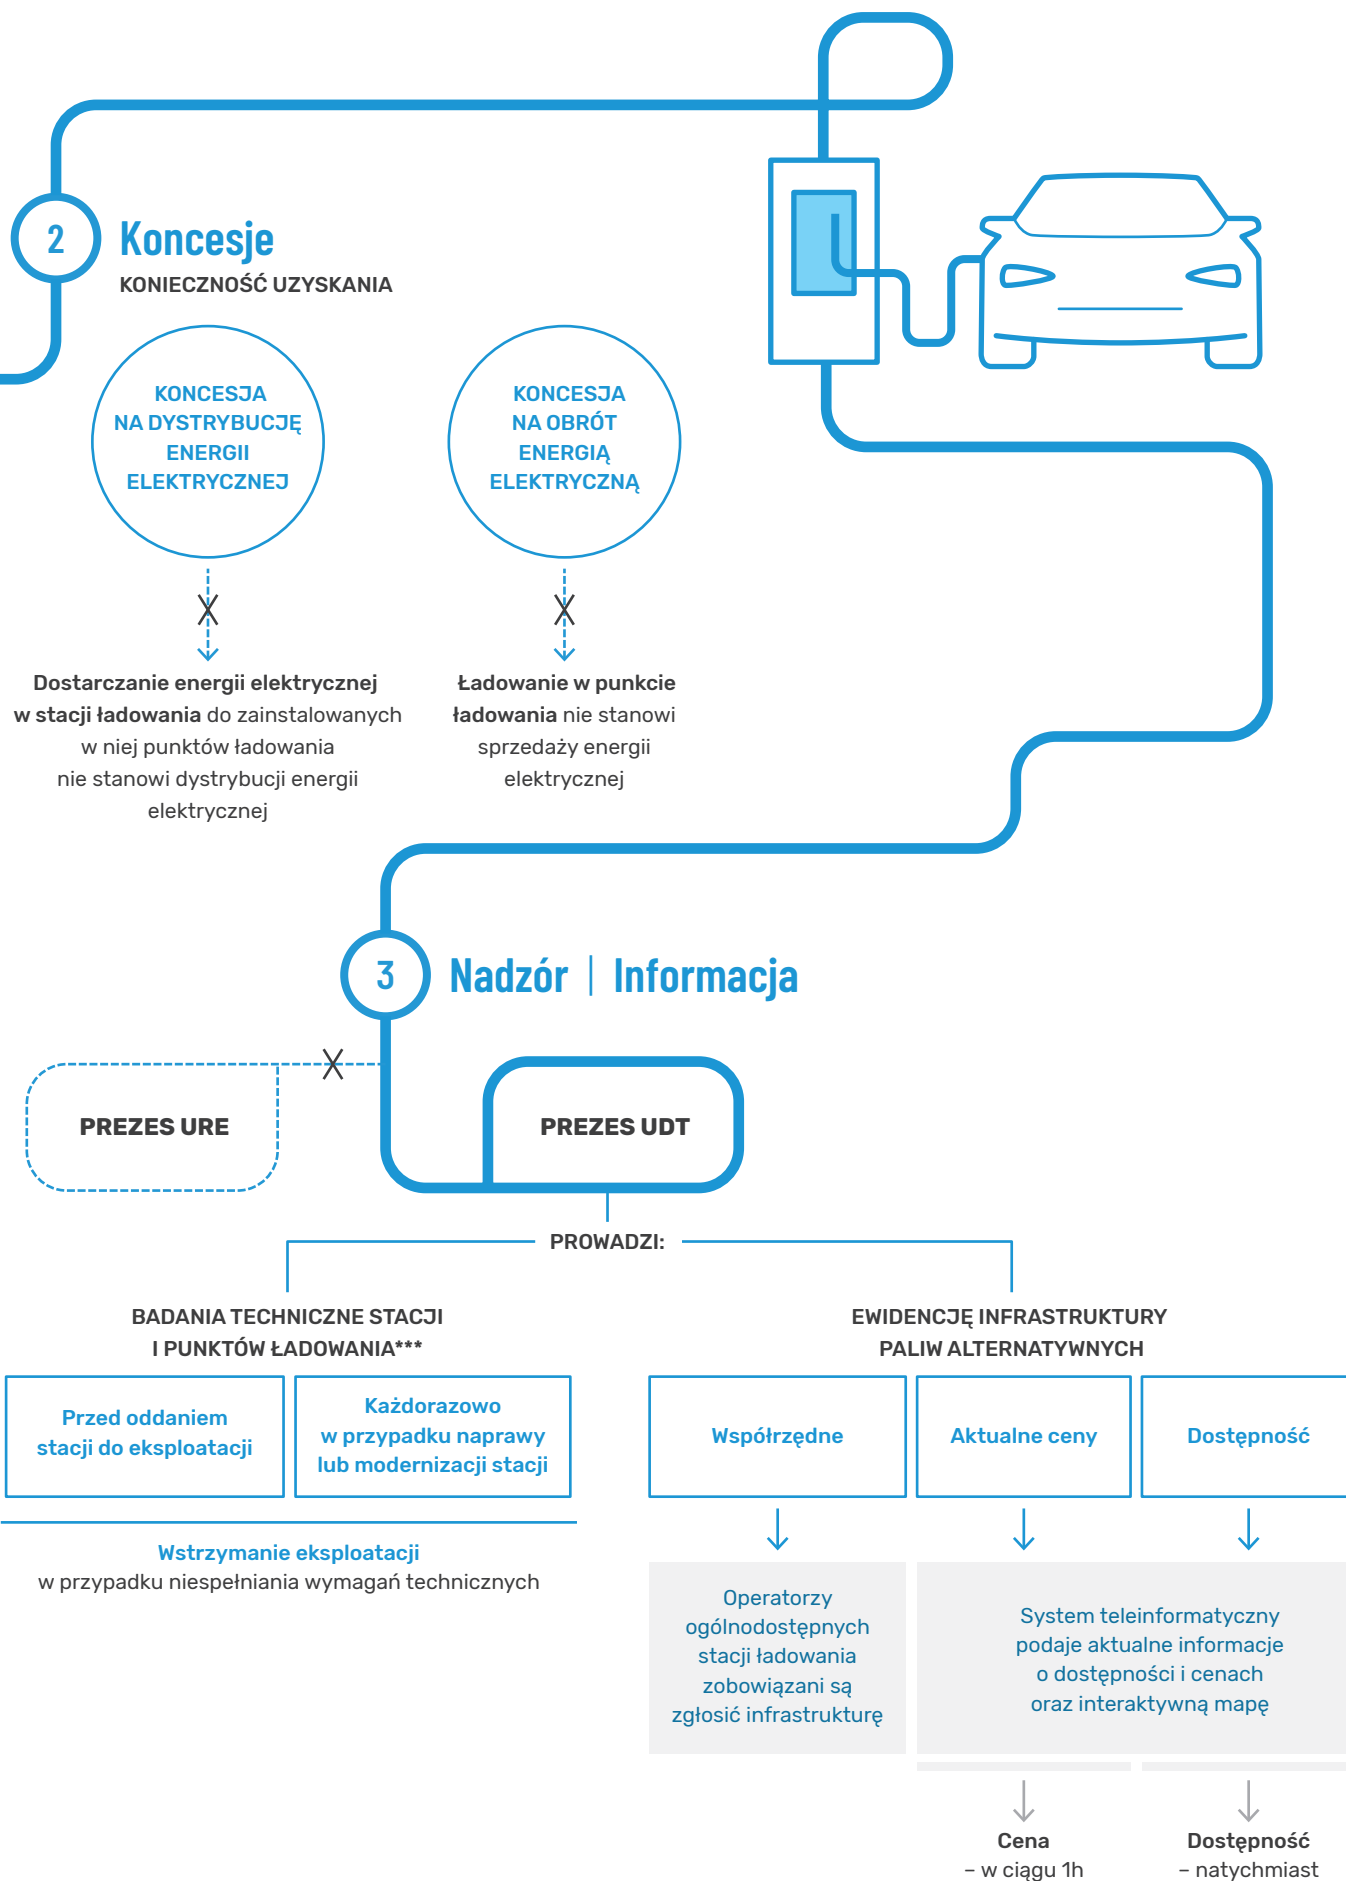 2
Koncesje
KONIECZNOŚĆ UZYSKANIA
KONCESJA
NA DYSTRYBUCJĘ
ENERGII
ELEKTRYCZNEJ
KONCESJA
NA OBRÓT
ENERGIĄ
ELEKTRYCZNĄ
Dostarczanie energii elektrycznej
w stacji ładowania do zainstalowanych
w niej punktów ładowania
nie stanowi dystrybucji energii
elektrycznej
Ładowanie w punkcie
ładowania nie stanowi
sprzedaży energii
elektrycznej
3
Nadzór | Informacja
PREZES URE
PREZES UDT
PROWADZI:
BADANIA TECHNICZNE STACJI
I PUNKTÓW ŁADOWANIA***
Przed oddaniem
stacji do eksploatacji
Każdorazowo
w przypadku naprawy
lub modernizacji stacji
Wstrzymanie eksploatacji
w przypadku niespełniania wymagań technicznych
EWIDENCJĘ INFRASTRUKTURY
PALIW ALTERNATYWNYCH
Współrzędne
Aktualne ceny
Dostępność
Operatorzy
ogólnodostępnych
stacji ładowania
zobowiązani są
zgłosić infrastrukturę
System teleinformatyczny
podaje aktualne informacje
o dostępności i cenach
oraz interaktywną mapę
Cena
– w ciągu 1h
Dostępność
– natychmiast